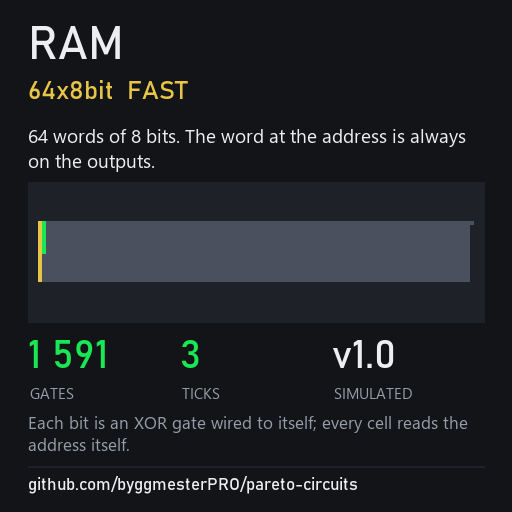 RAM
64x8bit FAST
64 words of 8 bits. The word at the address is always
on the outputs.
1 591 3 v1.0
GATES TICKS SIMULATED
Each bit is an XOR gate wired to itself; every cell reads the
address itself.
github.com/byggmesterPRO/pareto-circuits